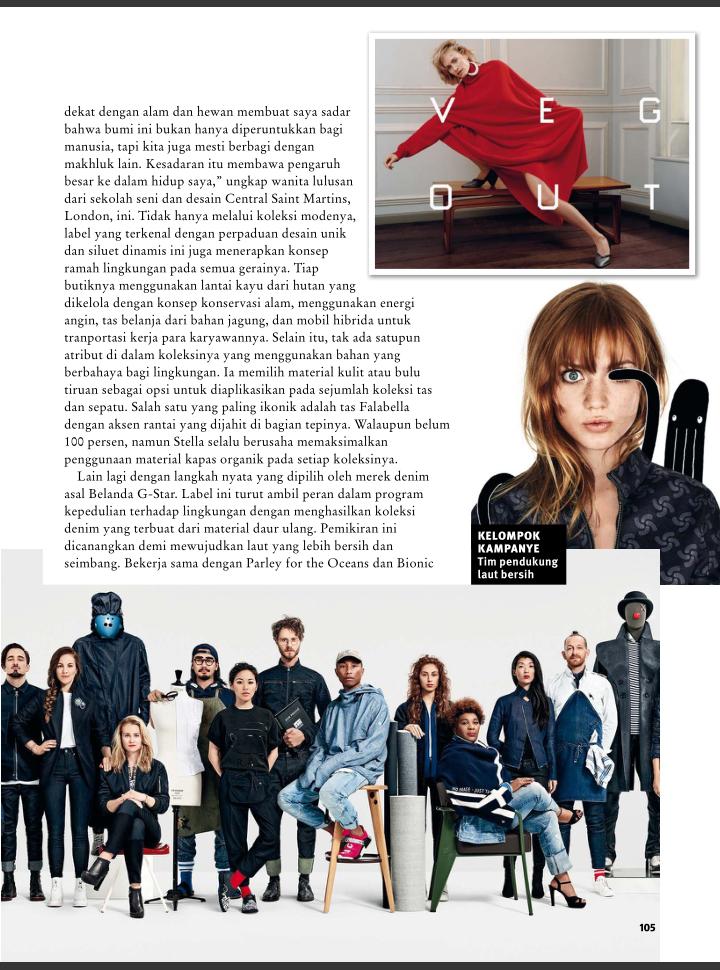 dekat dengan alam dan hewan membuat saya sadar
bahwa bumi ini bukan hanya diperuntukkan bagi
manusia, tapi kita juga mesti berbagi dengan
makhluk lain. Kesadaran itu membawa pengaruh
besar ke dalam hidup saya,” ungkap wanita lulusan
dari sekolah seni dan desain Central Saint Martins,
London, ini. Tidak hanya melalui koleksi modenya,
label yang terkenal dengan perpaduan desain unik
dan siluet dinamis ini juga menerapkan konsep
ramah lingkungan pada semua gerainya. Tiap
butiknya menggunakan lantai kayu dari hutan yang
dikelola dengan konsep konservasi alam, menggunakan energi
angin, tas belanja dari bahan jagung, dan mobil hibrida untuk
tranportasi kerja para karyawannya. Selain itu, tak ada satupun
atribut di dalam koleksinya yang menggunakan bahan yang
berbahaya bagi lingkungan. Ia memilih material kulit atau bulu
tiruan sebagai opsi untuk diaplikasikan pada sejumlah koleksi tas
dan sepatu. Salah satu yang paling ikonik adalah tas Falabella
dengan aksen rantai yang dijahit di bagian tepinya. Walaupun belum
100 persen, namun Stella selalu berusaha memaksimalkan
penggunaan material kapas organik pada setiap koleksinya.
Lain lagi dengan langkah nyata yang dipilih oleh merek denim
asal Belanda G-Star. Label ini turut ambil peran dalam program
kepedulian terhadap lingkungan dengan menghasilkan koleksi
denim yang terbuat dari material daur ulang. Pemikiran ini
dicanangkan demi mewujudkan laut yang lebih bersih dan
seimbang. Bekerja sama dengan Parley for the Oceans dan Bionic
VEG
OUT
KELOMPOK
KAMPANYE
Tim pendukung
laut bersih
105